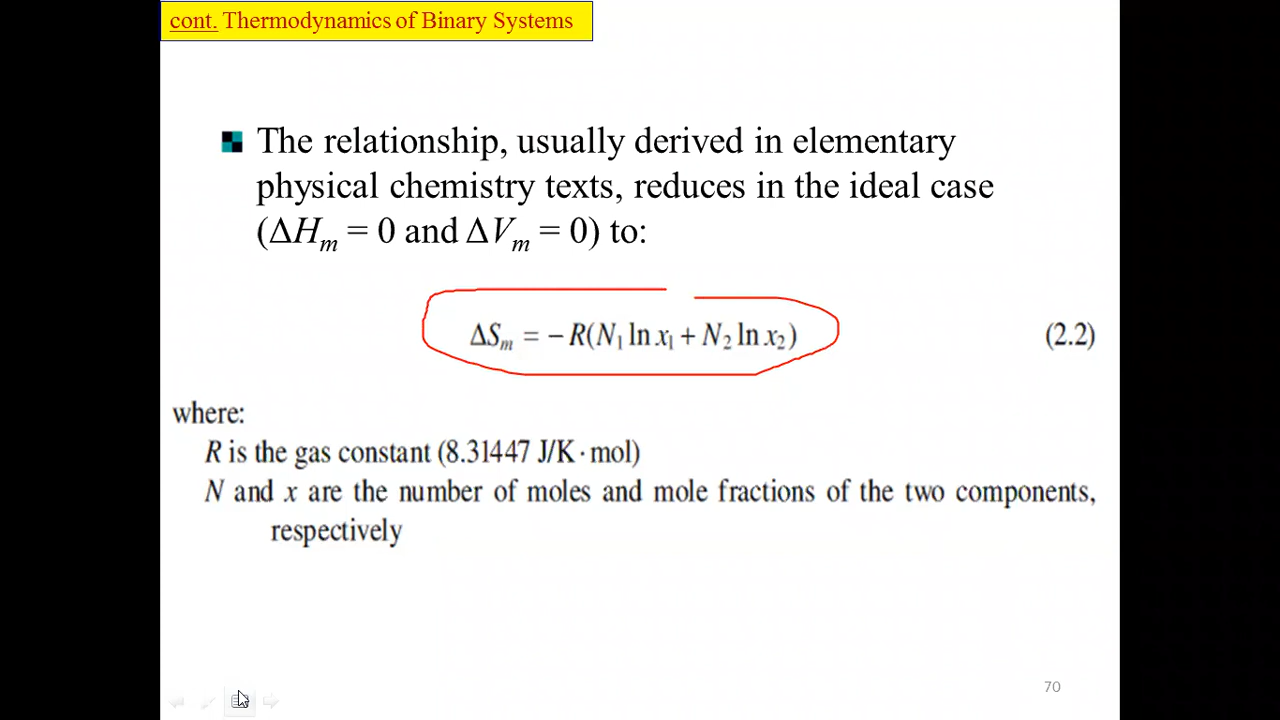 cont. Thermodynamics of Binary Systems
The relationship, usually derived in elementary
physical chemistry texts, reduces in the ideal case
(ΔHₘ = 0 and ΔVₘ = 0) to:
ΔSₘ = − R(N₁ ln x₁ + N₂ ln x₂) (2.2)
where:
R is the gas constant (8.31447 J/K · mol)
N and x are the number of moles and mole fractions of the two components,
respectively
70